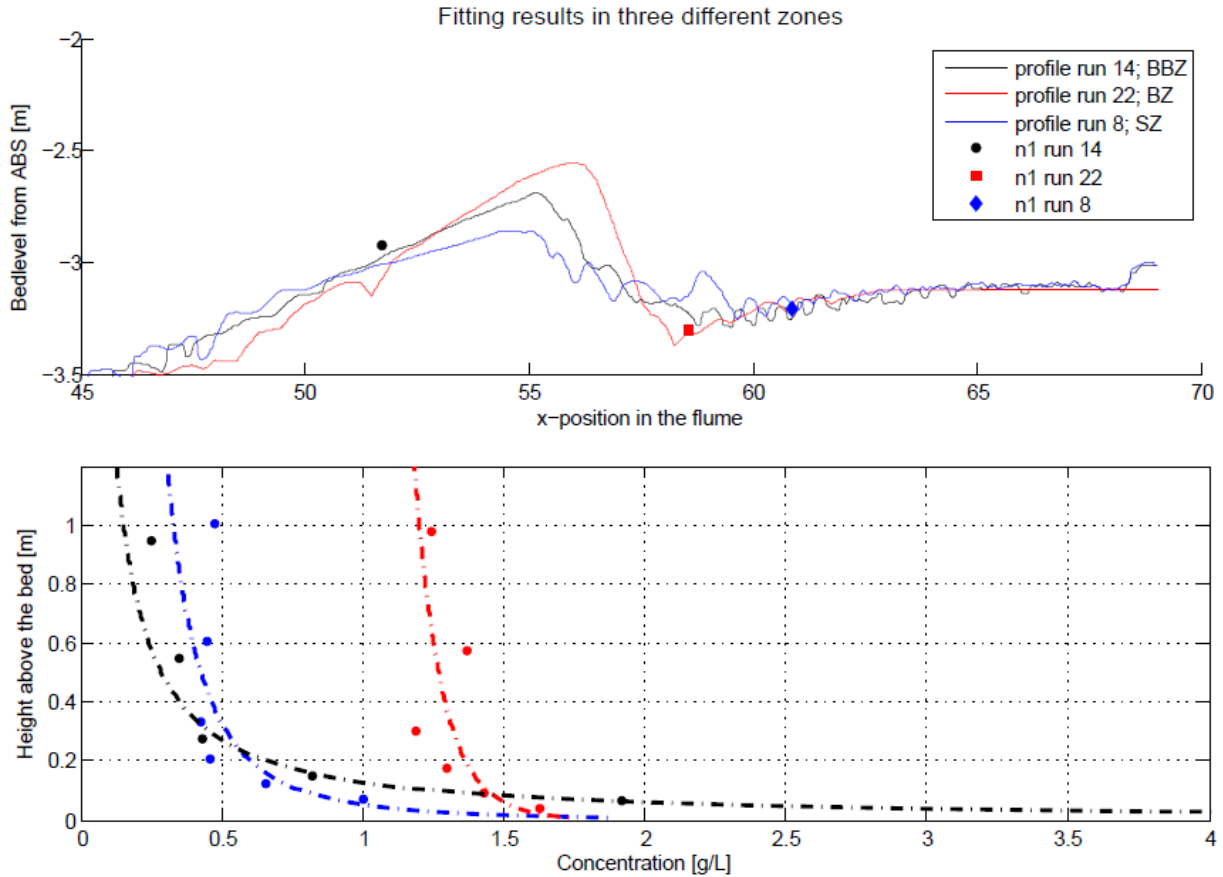 Fitting results in three different zones
−2
−2.5
−3
−3.5
Bedlevel from ABS [m]
profile run 14; BBZ
profile run 22; BZ
profile run 8; SZ
n1 run 14
n1 run 22
n1 run 8
45 50 55 60 65 70
x−position in the flume
1
0.8
0.6
0.4
0.2
0
Height above the bed [m]
0 0.5 1 1.5 2 2.5 3 3.5 4
Concentration [g/L]